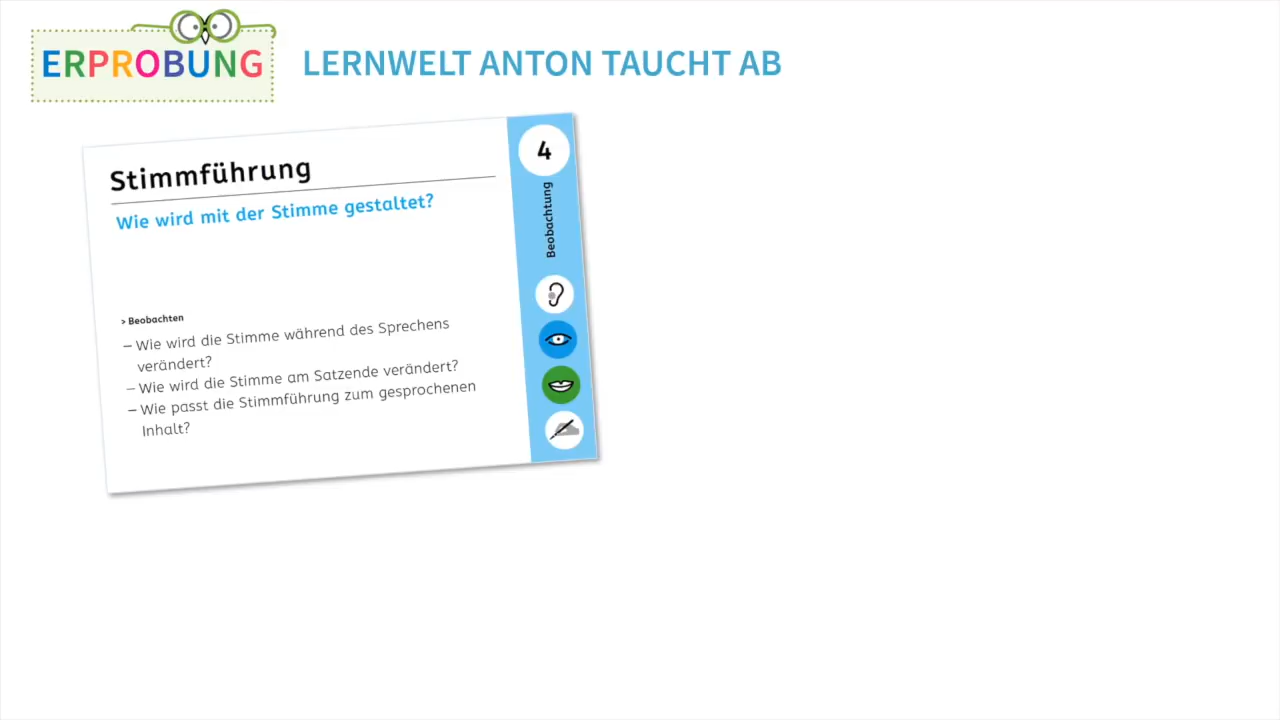 ERPROBUNG
LERNWELT ANTON TAUCHT AB
Stimmführung
Wie wird mit der Stimme gestaltet?
> Beobachten
– Wie wird die Stimme während des Sprechens
verändert?
– Wie wird die Stimme am Satzende verändert?
– Wie passt die Stimmführung zum gesprochenen
Inhalt?
4
Beobachtung